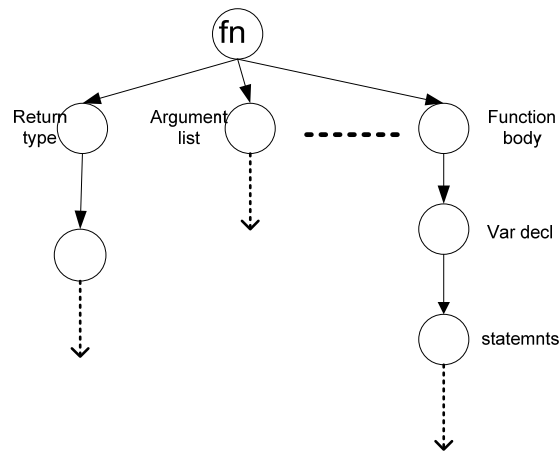 fn
Return
type
Argument
list
Function
body
Var decl
statemnts